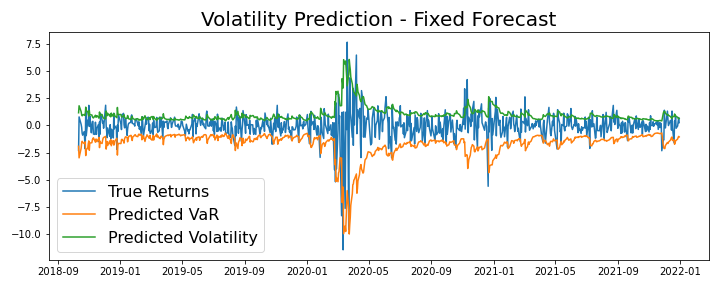 Volatility Prediction - Fixed Forecast
7.5
5.0
2.5
0.0
−2.5
−5.0
−7.5
−10.0
True Returns
Predicted VaR
Predicted Volatility
2018-09 2019-01 2019-05 2019-09 2020-01 2020-05 2020-09 2021-01 2021-05 2021-09 2022-01